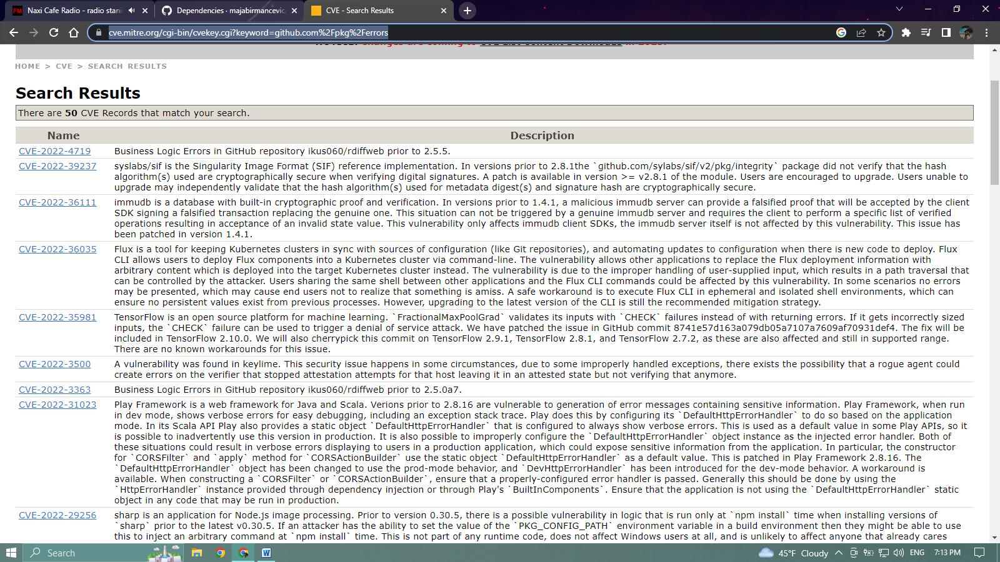 Naxi Cafe Radio - radio stani
Dependencies · majabirmancevic
CVE - Search Results
cve.mitre.org/cgi-bin/cvekey.cgi?keyword=github.com%2Fpkg%2Ferrors
HOME > CVE > SEARCH RESULTS
Search Results
There are 50 CVE Records that match your search.
Name Description
CVE-2022-4719 Business Logic Errors in GitHub repository ikus060/rdiffweb prior to 2.5.5.
CVE-2022-39237 syslabs/sif is the Singularity Image Format (SIF) reference implementation. In versions prior to 2.8.1the `github.com/sylabs/sif/v2/pkg/integrity` package did not verify that the hash
algorithm(s) used are cryptographically secure when verifying digital signatures. A patch is available in version >= v2.8.1 of the module. Users are encouraged to upgrade. Users unable to
upgrade may independently validate that the hash algorithm(s) used for metadata digest(s) and signature hash are cryptographically secure.
CVE-2022-36111 immudb is a database with built-in cryptographic proof and verification. In versions prior to 1.4.1, a malicious immudb server can provide a falsified proof that will be accepted by the client
SDK signing a falsified transaction replacing the genuine one. This situation can not be triggered by a genuine immudb server and requires the client to perform a specific list of verified
operations resulting in acceptance of an invalid state value. This vulnerability only affects immudb client SDKs, the immudb server itself is not affected by this vulnerability. This issue has
been patched in version 1.4.1.
CVE-2022-36035 Flux is a tool for keeping Kubernetes clusters in sync with sources of configuration (like Git repositories), and automating updates to configuration when there is new code to deploy. Flux
CLI allows users to deploy Flux components into a Kubernetes cluster via command-line. The vulnerability allows other applications to replace the Flux deployment information with
arbitrary content which is deployed into the target Kubernetes cluster instead. The vulnerability is due to the improper handling of user-supplied input, which results in a path traversal that
can be controlled by the attacker. Users sharing the same shell between other applications and the Flux CLI commands could be affected by this vulnerability. In some scenarios no errors
may be presented, which may cause end users not to realize that something is amiss. A safe workaround is to execute Flux CLI in ephemeral and isolated shell environments, which can
ensure no persistent values exist from previous processes. However, upgrading to the latest version of the CLI is still the recommended mitigation strategy.
CVE-2022-35981 TensorFlow is an open source platform for machine learning. `FractionalMaxPoolGrad` validates its inputs with `CHECK` failures instead of with returning errors. If it gets incorrectly sized
inputs, the `CHECK` failure can be used to trigger a denial of service attack. We have patched the issue in GitHub commit 8741e57d163a079db05a7107a7609af70931def4. The fix will be
included in TensorFlow 2.10.0. We will also cherrypick this commit on TensorFlow 2.9.1, TensorFlow 2.8.1, and TensorFlow 2.7.2, as these are also affected and still in supported range.
There are no known workarounds for this issue.
CVE-2022-3500 A vulnerability was found in keylime. This security issue happens in some circumstances, due to some improperly handled exceptions, there exists the possibility that a rogue agent could
create errors on the verifier that stopped attestation attempts for that host leaving it in an attested state but not verifying that anymore.
CVE-2022-3363 Business Logic Errors in GitHub repository ikus060/rdiffweb prior to 2.5.0a7.
CVE-2022-31023 Play Framework is a web framework for Java and Scala. Verions prior to 2.8.16 are vulnerable to generation of error messages containing sensitive information. Play Framework, when run
in dev mode, shows verbose errors for easy debugging, including an exception stack trace. Play does this by configuring its `DefaultHttpErrorHandler` to do so based on the application
mode. In its Scala API Play also provides a static object `DefaultHttpErrorHandler` that is configured to always show verbose errors. This is used as a default value in some Play APIs, so it
is possible to inadvertently use this version in production. It is also possible to improperly configure the `DefaultHttpErrorHandler` object instance as the injected error handler. Both of
these situations could result in verbose errors displaying to users in a production application, which could expose sensitive information from the application. In particular, the constructor
for `CORSFilter` and `apply` method for `CORSActionBuilder` use the static object `DefaultHttpErrorHandler` as a default value. This is patched in Play Framework 2.8.16. The
`DefaultHttpErrorHandler` object has been changed to use the prod-mode behavior, and `DevHttpErrorHandler` has been introduced for the dev-mode behavior. A workaround is
available. When constructing a `CORSFilter` or `CORSActionBuilder`, ensure that a properly-configured error handler is passed. Generally this should be done by using the
`HttpErrorHandler` instance provided through dependency injection or through Play's `BuiltInComponents`. Ensure that the application is not using the `DefaultHttpErrorHandler` static
object in any code that may be run in production.
CVE-2022-29256 sharp is an application for Node.js image processing. Prior to version 0.30.5, there is a possible vulnerability in logic that is run only at `npm install` time when installing versions of
`sharp` prior to the latest v0.30.5. If an attacker has the ability to set the value of the `PKG_CONFIG_PATH` environment variable in a build environment then they might be able to use
this to inject an arbitrary command at `npm install` time. This is not part of any runtime code, does not affect Windows users at all, and is unlikely to affect anyone that already cares
Search
45°F Cloudy
ENG
7:13 PM